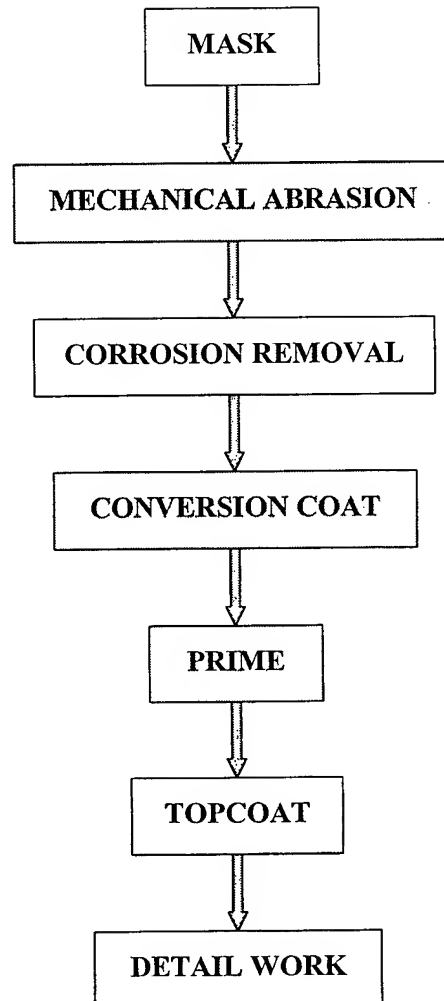 MASK
MECHANICAL ABRASION
CORROSION REMOVAL
CONVERSION COAT
PRIME
TOPCOAT
DETAIL WORK